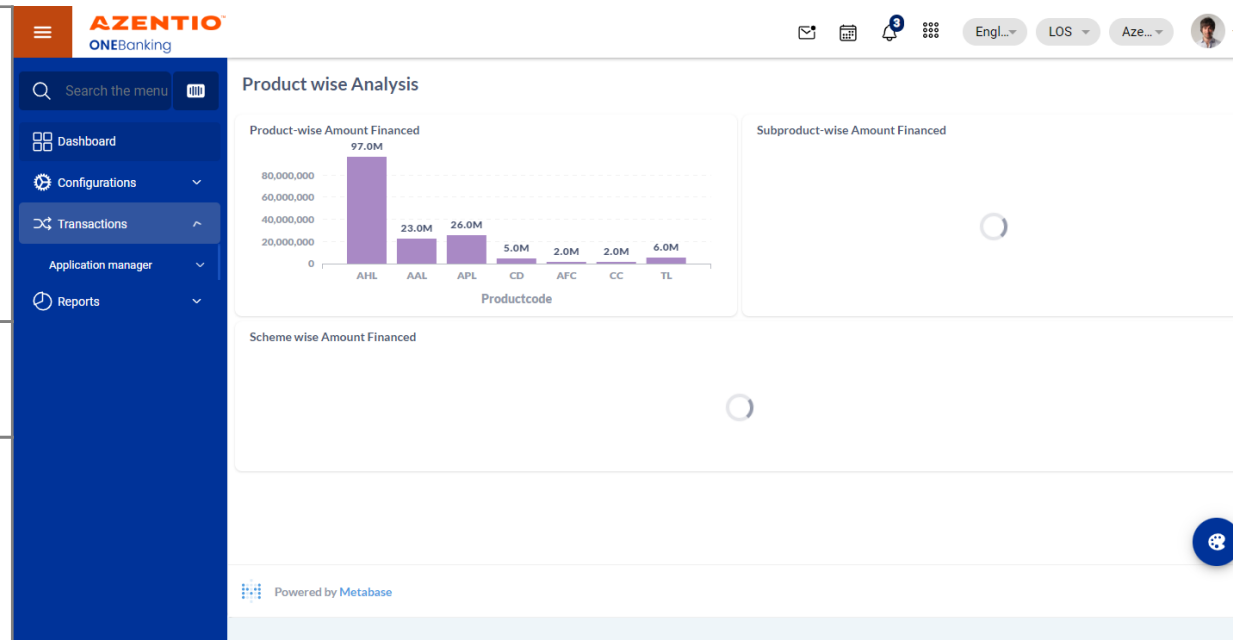 AZENTIO
ONEBanking
3
Engl...
LOS
Aze...
Search the menu
Dashboard
Configurations
Transactions
Application manager
Reports
Product wise Analysis
Product-wise Amount Financed
97.0M
80,000,000
60,000,000
40,000,000
20,000,000
0
23.0M
26.0M
5.0M
2.0M
2.0M
6.0M
AHL AAL APL CD AFC CC TL
Productcode
Subproduct-wise Amount Financed
Scheme wise Amount Financed
Powered by Metabase